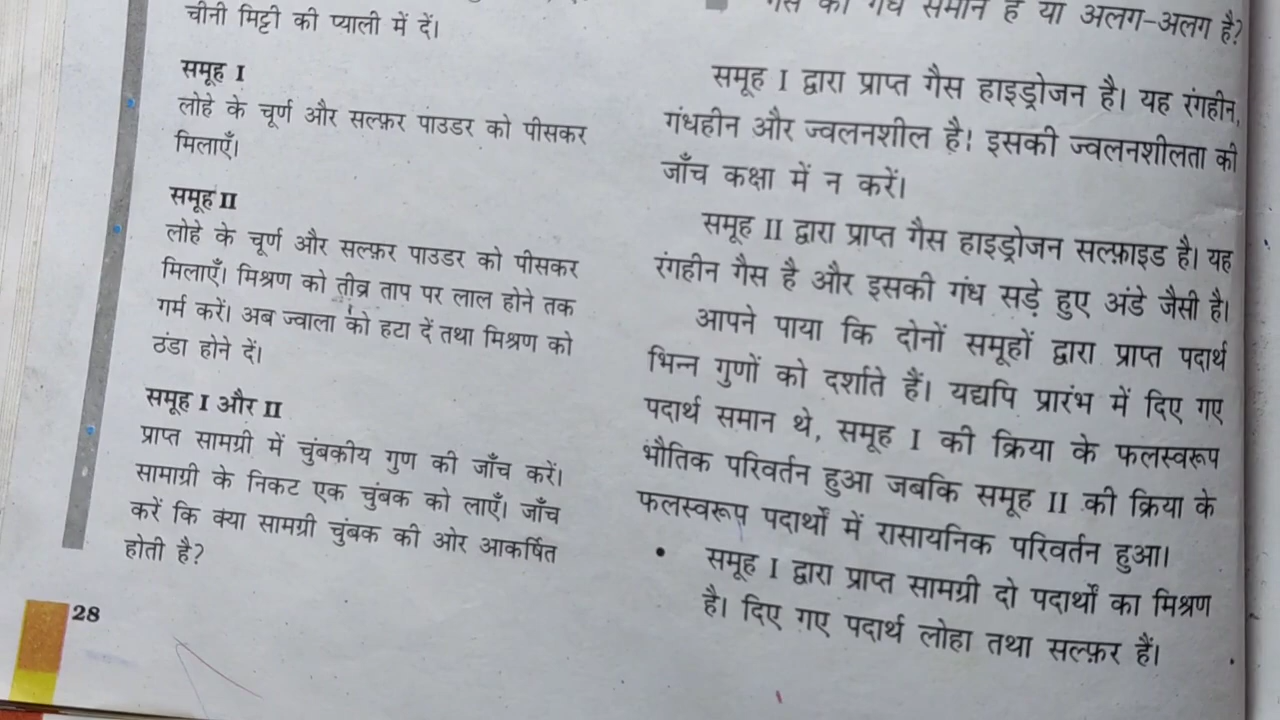 चीनी मिट्टी की प्याली में दें।
समूह I
लोहे के चूर्ण और सल्फ़र पाउडर को पीसकर
मिलाएँ।
समूह II
लोहे के चूर्ण और सल्फ़र पाउडर को पीसकर
मिलाएँ। मिश्रण को तीव्र ताप पर लाल होने तक
गर्म करें। अब ज्वाला को हटा दें तथा मिश्रण को
ठंडा होने दें।
समूह I और II
प्राप्त सामग्री में चुंबकीय गुण की जाँच करें।
सामाग्री के निकट एक चुंबक को लाएँ। जाँच
करें कि क्या सामग्री चुंबक की ओर आकर्षित
होती है?
28
गैस की गंध समान है या अलग-अलग है?
समूह I द्वारा प्राप्त गैस हाइड्रोजन है। यह रंगहीन,
गंधहीन और ज्वलनशील है। इसकी ज्वलनशीलता की
जाँच कक्षा में न करें।
समूह II द्वारा प्राप्त गैस हाइड्रोजन सल्फ़ाइड है। यह
रंगहीन गैस है और इसकी गंध सड़े हुए अंडे जैसी है।
आपने पाया कि दोनों समूहों द्वारा प्राप्त पदार्थ
भिन्न गुणों को दर्शाते हैं। यद्यपि प्रारंभ में दिए गए
पदार्थ समान थे, समूह I की क्रिया के फलस्वरूप
भौतिक परिवर्तन हुआ जबकि समूह II की क्रिया के
फलस्वरूप पदार्थों में रासायनिक परिवर्तन हुआ।
• समूह I द्वारा प्राप्त सामग्री दो पदार्थों का मिश्रण
है। दिए गए पदार्थ लोहा तथा सल्फ़र हैं।